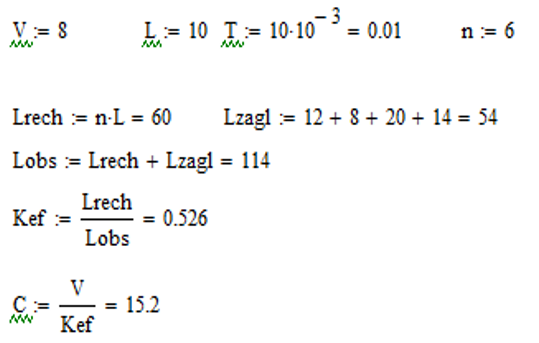 V := 8 L := 10 T := 10·10⁻³ = 0.01 n := 6
Lrech := n·L = 60 Lzagl := 12 + 8 + 20 + 14 = 54
Lobs := Lrech + Lzagl = 114
Kef := Lrech / Lobs = 0.526
C := V / Kef = 15.2